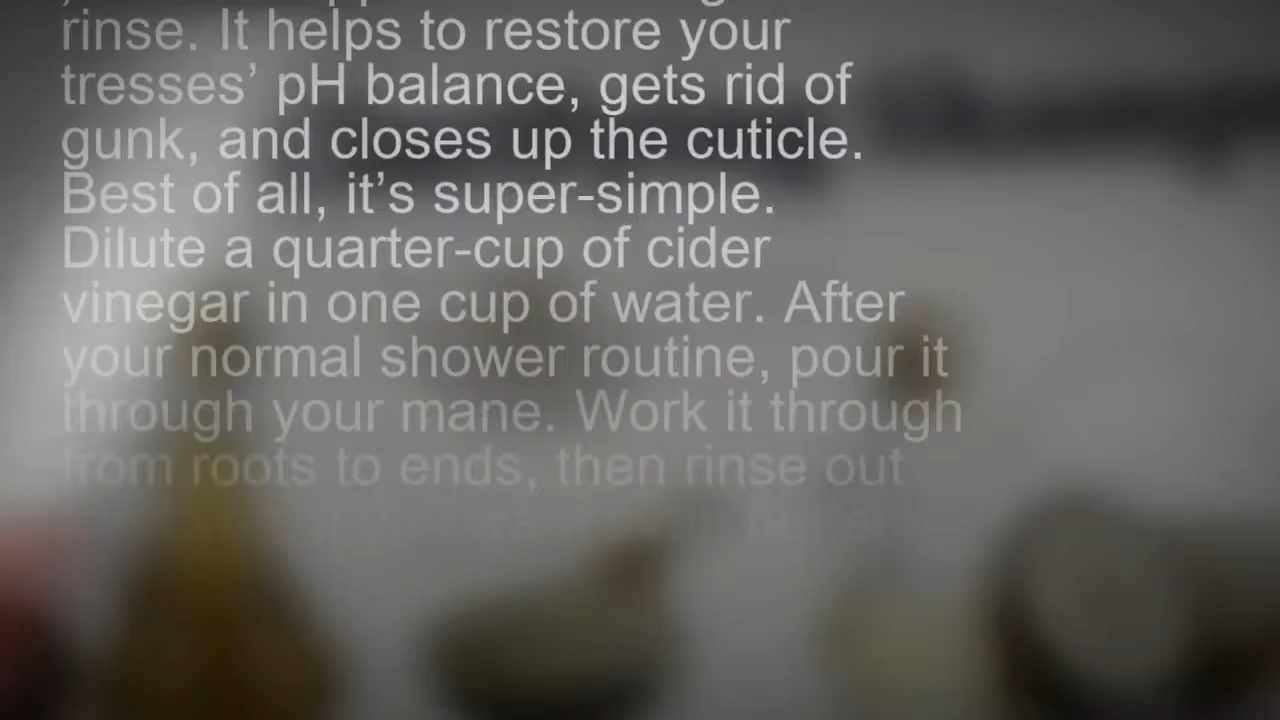 rinse. It helps to restore your
tresses’ pH balance, gets rid of
gunk, and closes up the cuticle.
Best of all, it’s super-simple.
Dilute a quarter-cup of cider
vinegar in one cup of water. After
your normal shower routine, pour it
through your mane. Work it through
from roots to ends, then rinse out